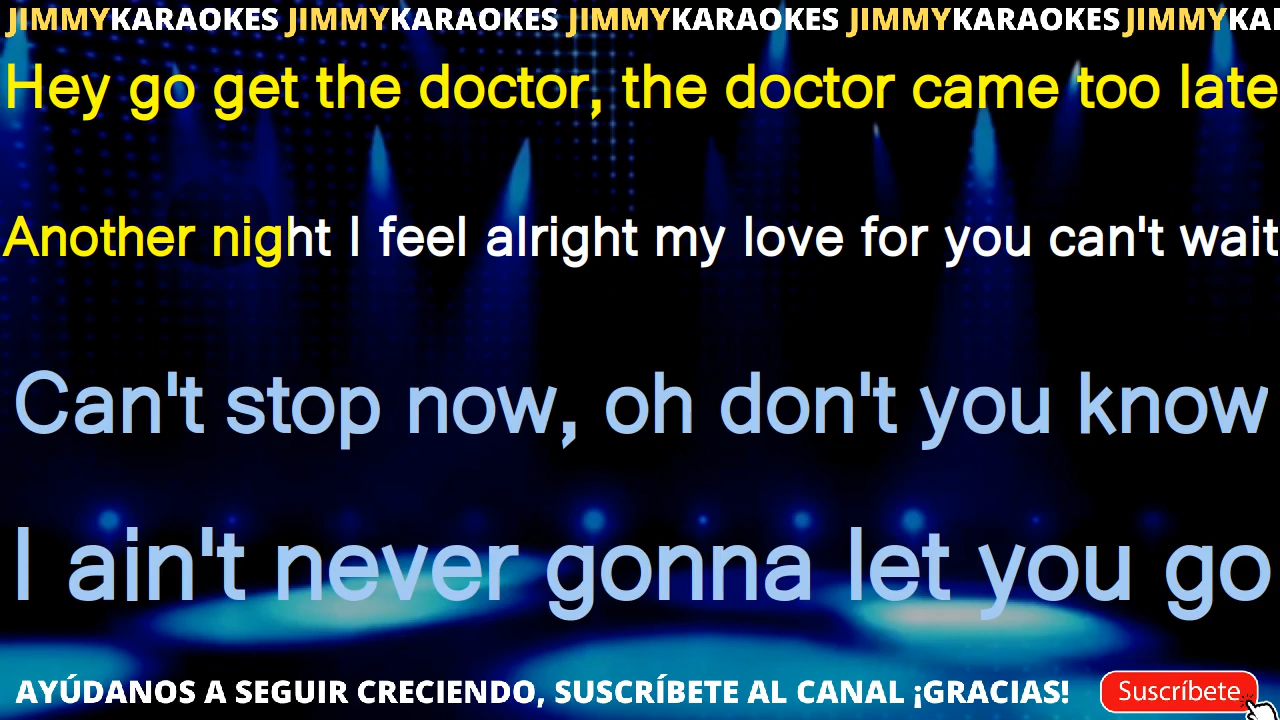 JIMMYKARAOKES JIMMYKARAOKES JIMMYKARAOKES JIMMYKARAOKES JIMMYKA
Hey go get the doctor, the doctor came too late
Another night I feel alright my love for you can't wait
Can't stop now, oh don't you know
I ain't never gonna let you go
AYÚDANOS A SEGUIR CRECIENDO, SUSCRÍBETE AL CANAL ¡GRACIAS! Suscríbete